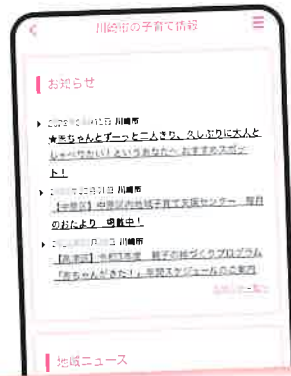 川崎市の子育て情報
お知らせ
川崎市
★赤ちゃんとずーっと二人きり、久しぶりに大人と
しゃべりたい！というあなたへ おすすめスポッ
ト！
川崎市
【中原区】中原区内地域子育て支援センター 毎月
のおたより 掲載中！
川崎市
【高津区】令和5年度 親子の絆づくりプログラム
「赤ちゃんがきた！」年間スケジュールのご案内
地域ニュース